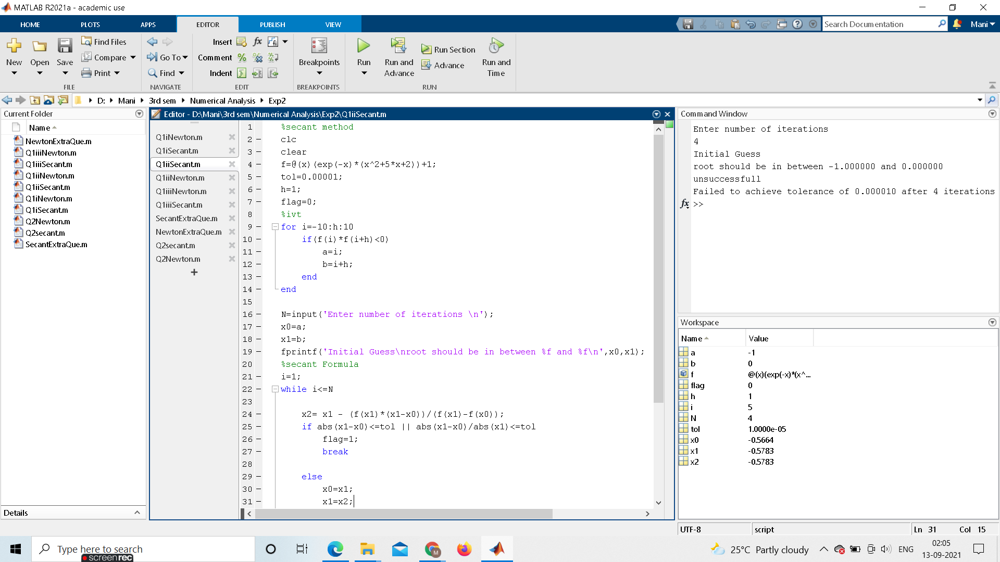 MATLAB R2021a - academic use
HOME PLOTS APPS EDITOR PUBLISH VIEW
Search Documentation
Mani
New
Open
Save
Find Files
Compare
Print
FILE
Go To
Find
NAVIGATE
Insert
Comment
Indent
fx
EDIT
Breakpoints
BREAKPOINTS
Run
Run and
Advance
Run Section
Advance
Run and
Time
RUN
D: Mani 3rd sem Numerical Analysis Exp2
Current Folder
Name
NewtonExtraQue.m
Q1iiiNewton.m
Q1iiiSecant.m
Q1iiNewton.m
Q1iiSecant.m
Q1iNewton.m
Q1iSecant.m
Q2Newton.m
Q2secant.m
SecantExtraQue.m
Details
Editor - D:\Mani\3rd sem\Numerical Analysis\Exp2\Q1iiSecant.m
Q1iNewton.m
Q1iSecant.m
Q1iiSecant.m
Q1iiNewton.m
Q1iiiNewton.m
Q1iiiSecant.m
SecantExtraQue.m
NewtonExtraQue.m
Q2secant.m
Q2Newton.m
+
1 %secant method
2 – clc
3 – clear
4 – f=@(x)(exp(-x)*(x^2+5*x+2))+1;
5 – tol=0.00001;
6 – h=1;
7 – flag=0;
8 %ivt
9 – for i=-10:h:10
10 – if(f(i)*f(i+h)<0)
11 – a=i;
12 – b=i+h;
13 – end
14 – end
15
16 – N=input('Enter number of iterations \n');
17 – x0=a;
18 – x1=b;
19 – fprintf('Initial Guess\nroot should be in between %f and %f\n',x0,x1);
20 %secant Formula
21 – i=1;
22 – while i<=N
23
24 – x2= x1 - (f(x1)*(x1-x0))/(f(x1)-f(x0));
25 – if abs(x1-x0)<=tol || abs(x1-x0)/abs(x1)<=tol
26 – flag=1;
27 – break
28
29 – else
30 – x0=x1;
31 – x1=x2;
Command Window
Enter number of iterations
4
Initial Guess
root should be in between -1.000000 and 0.000000
unsuccessfull
Failed to achieve tolerance of 0.000010 after 4 iterations
fx >>
Workspace
Name Value
a -1
b 0
f @(x)(exp(-x)*(x^...
flag 0
h 1
i 5
N 4
tol 1.0000e-05
x0 -0.5664
x1 -0.5783
x2 -0.5783
UTF-8 script Ln 31 Col 15
Type here to search
screenrec
M
25°C Partly cloudy
ENG
02:05
13-09-2021